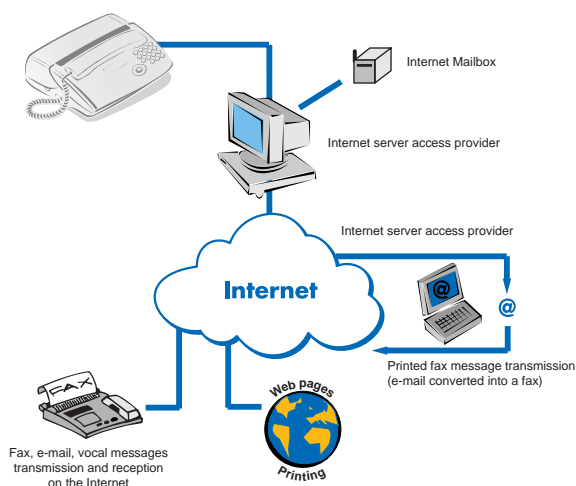 Internet Mailbox
Internet server access provider
Internet server access provider
Internet
@
@
Printed fax message transmission
(e-mail converted into a fax)
FAX
Web pages
Printing
Fax, e-mail, vocal messages
transmission and reception
on the Internet